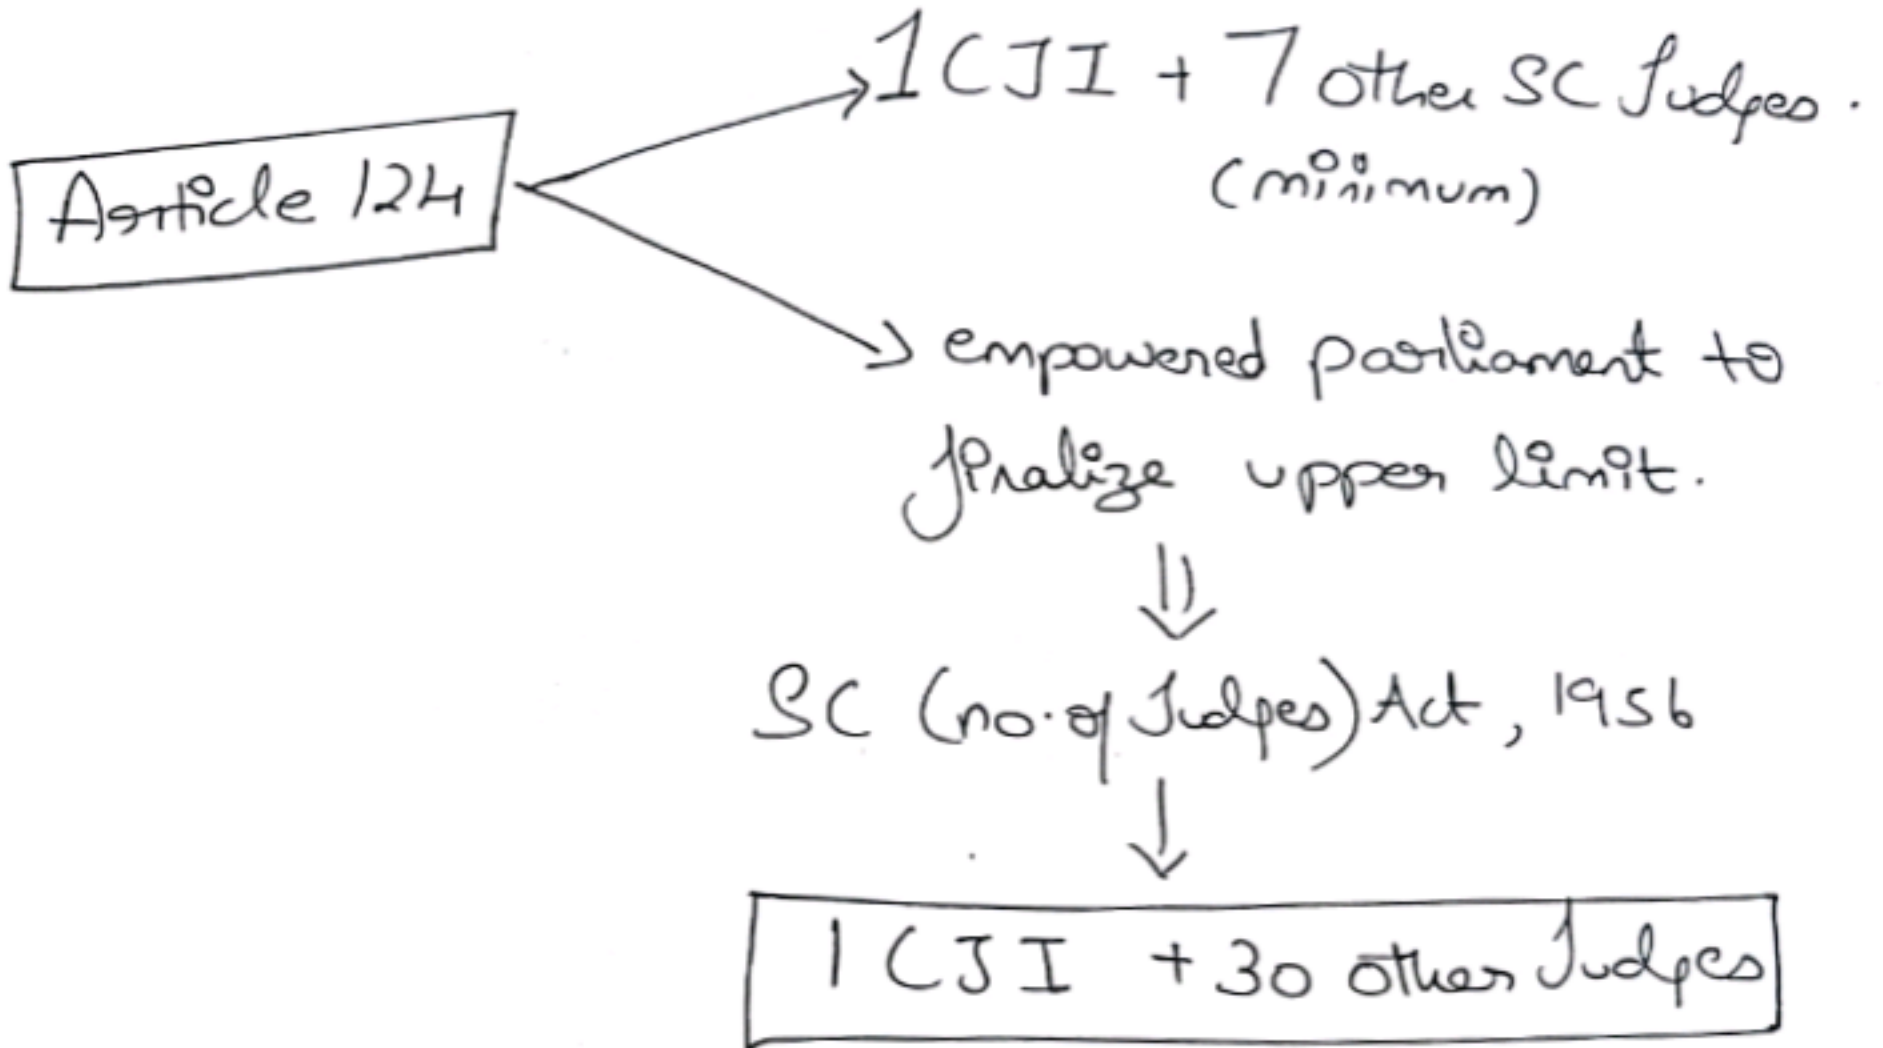 Article 124
1 CJI + 7 other SC Judges.
(minimum)
empowered parliament to
finalize upper limit.
SC (no. of Judges) Act, 1956
1 CJI + 30 other Judges